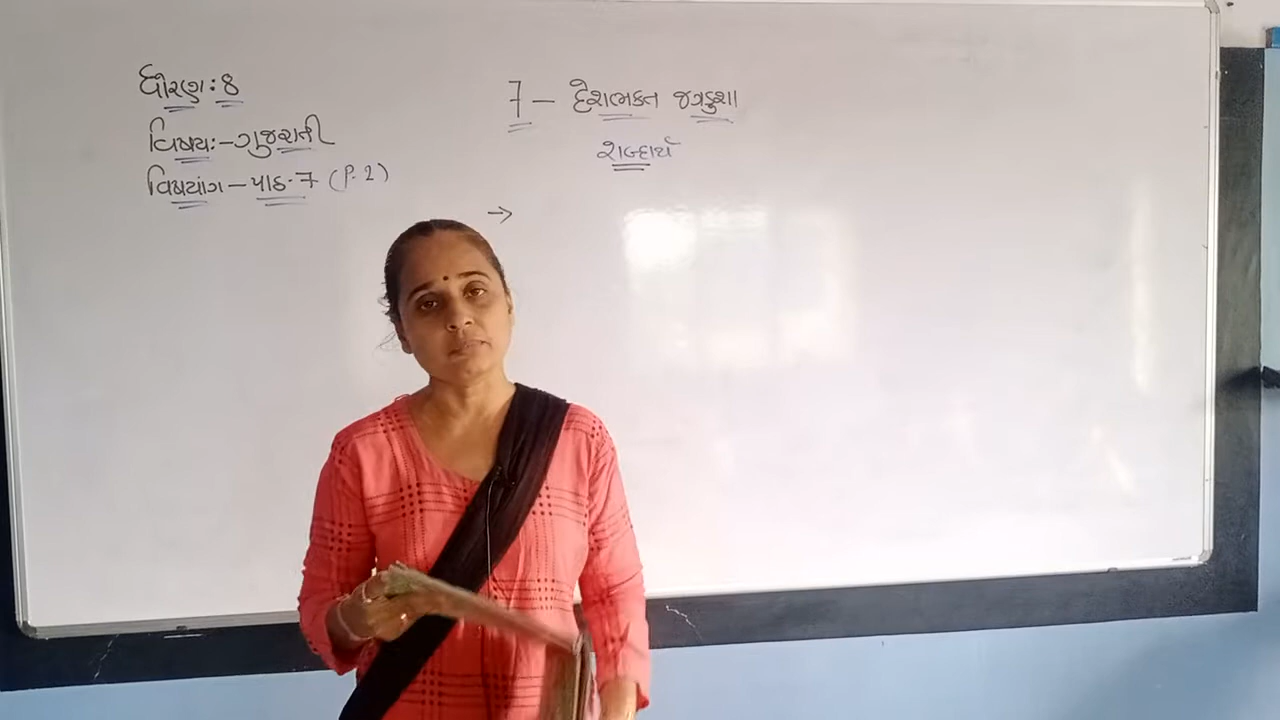 ધોરણ: 8
વિષય:- ગુજરાતી
વિષયાંગ - પાઠ-7 (P-2)
7 - દેશભક્ત જગડુશા
શબ્દાર્થ
→